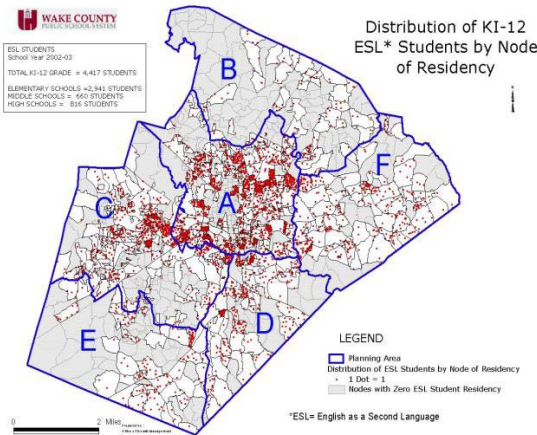 WAKE COUNTY
PUBLIC SCHOOL SYSTEM
Distribution of KI-12
ESL* Students by Node
of Residency
ESL STUDENTS
School Year 2002-03
TOTAL KI-12 GRADE = 4,417 STUDENTS
ELEMENTARY SCHOOLS =2,941 STUDENTS
MIDDLE SCHOOLS = 660 STUDENTS
HIGH SCHOOLS = 816 STUDENTS
B
F
A
C
D
E
LEGEND
Planning Area
Distribution of ESL Students by Node of Residency
1 Dot = 1
Nodes with Zero ESL Student Residency
0 2 Miles
*ESL= English as a Second Language